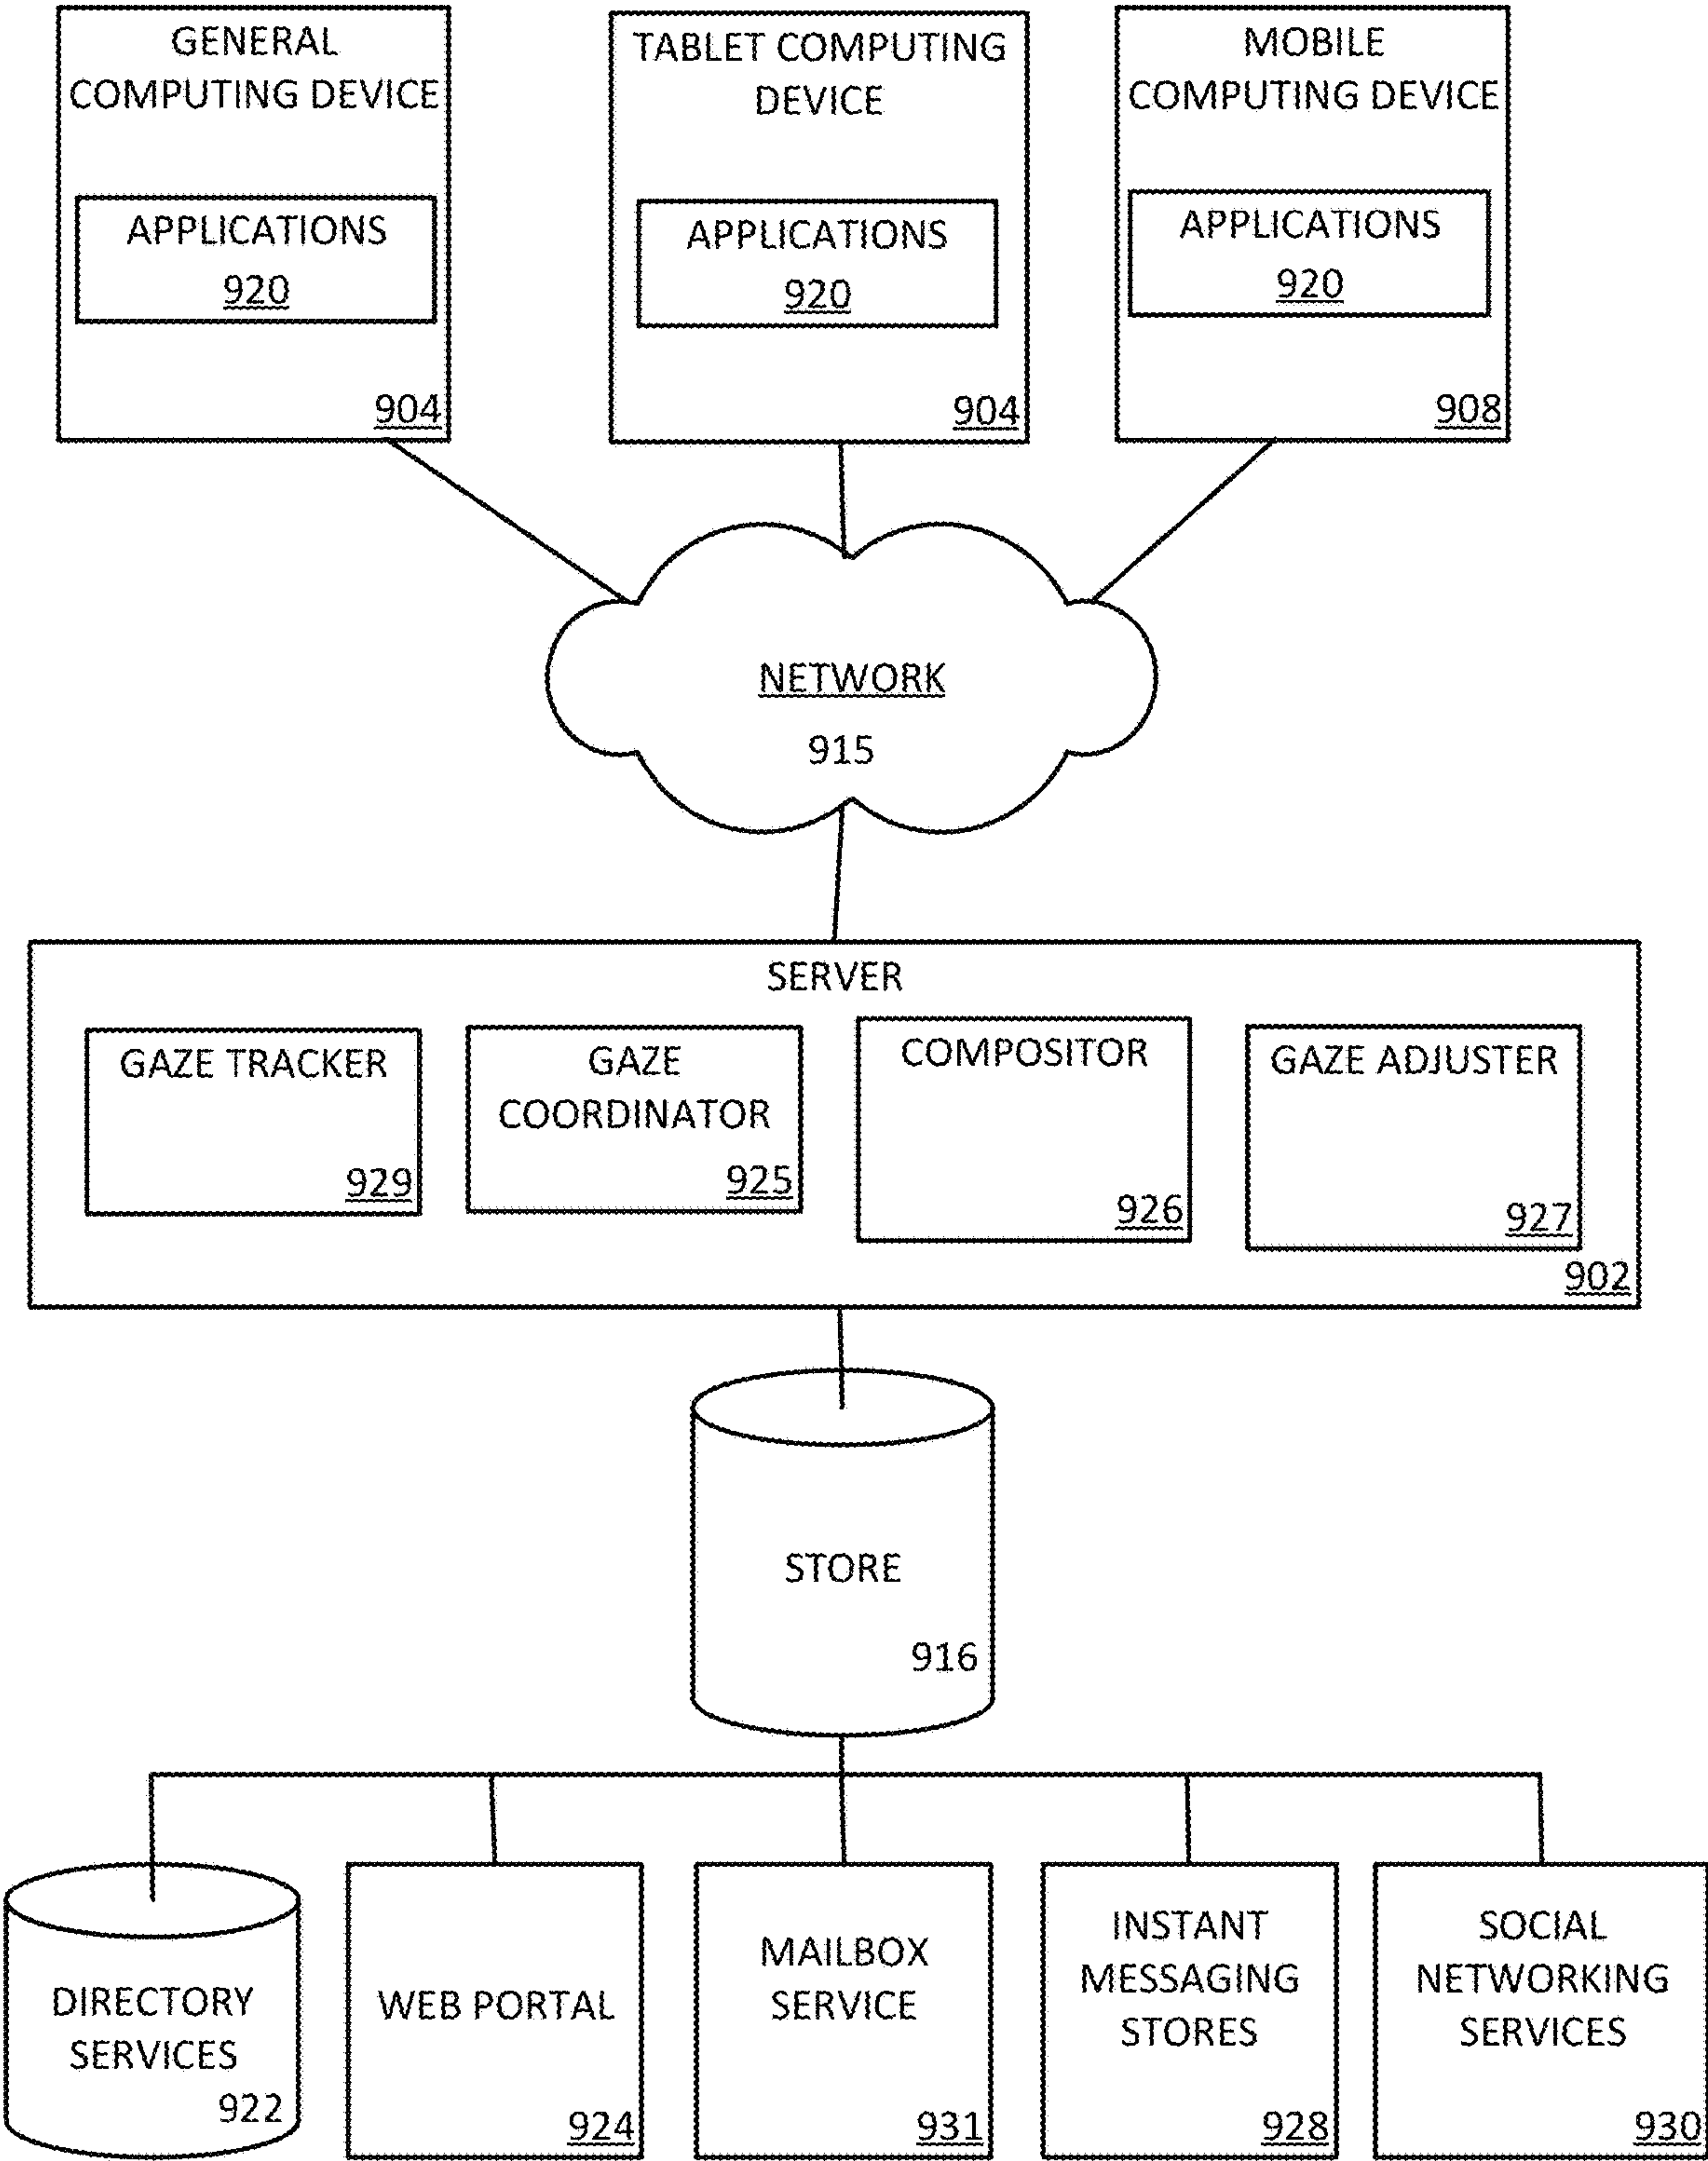 GENERAL
COMPUTING DEVICE
APPLICATIONS
920
904
TABLET COMPUTING
DEVICE
APPLICATIONS
920
904
MOBILE
COMPUTING DEVICE
APPLICATIONS
920
908
NETWORK
915
SERVER
GAZE TRACKER
929
GAZE
COORDINATOR
925
COMPOSITOR
926
GAZE ADJUSTER
927
902
STORE
916
DIRECTORY
SERVICES
922
WEB PORTAL
924
MAILBOX
SERVICE
931
INSTANT
MESSAGING
STORES
928
SOCIAL
NETWORKING
SERVICES
930